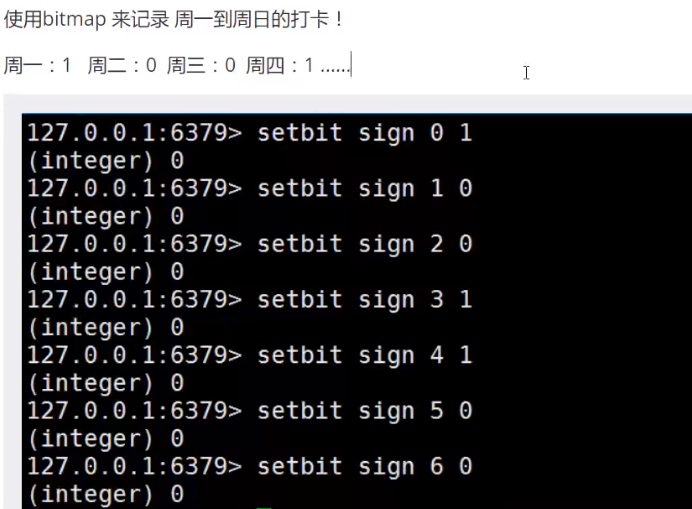 使用bitmap 来记录 周一到周日的打卡！
周一：1 周二：0 周三：0 周四：1 ......
127.0.0.1:6379> setbit sign 0 1
(integer) 0
127.0.0.1:6379> setbit sign 1 0
(integer) 0
127.0.0.1:6379> setbit sign 2 0
(integer) 0
127.0.0.1:6379> setbit sign 3 1
(integer) 0
127.0.0.1:6379> setbit sign 4 1
(integer) 0
127.0.0.1:6379> setbit sign 5 0
(integer) 0
127.0.0.1:6379> setbit sign 6 0
(integer) 0